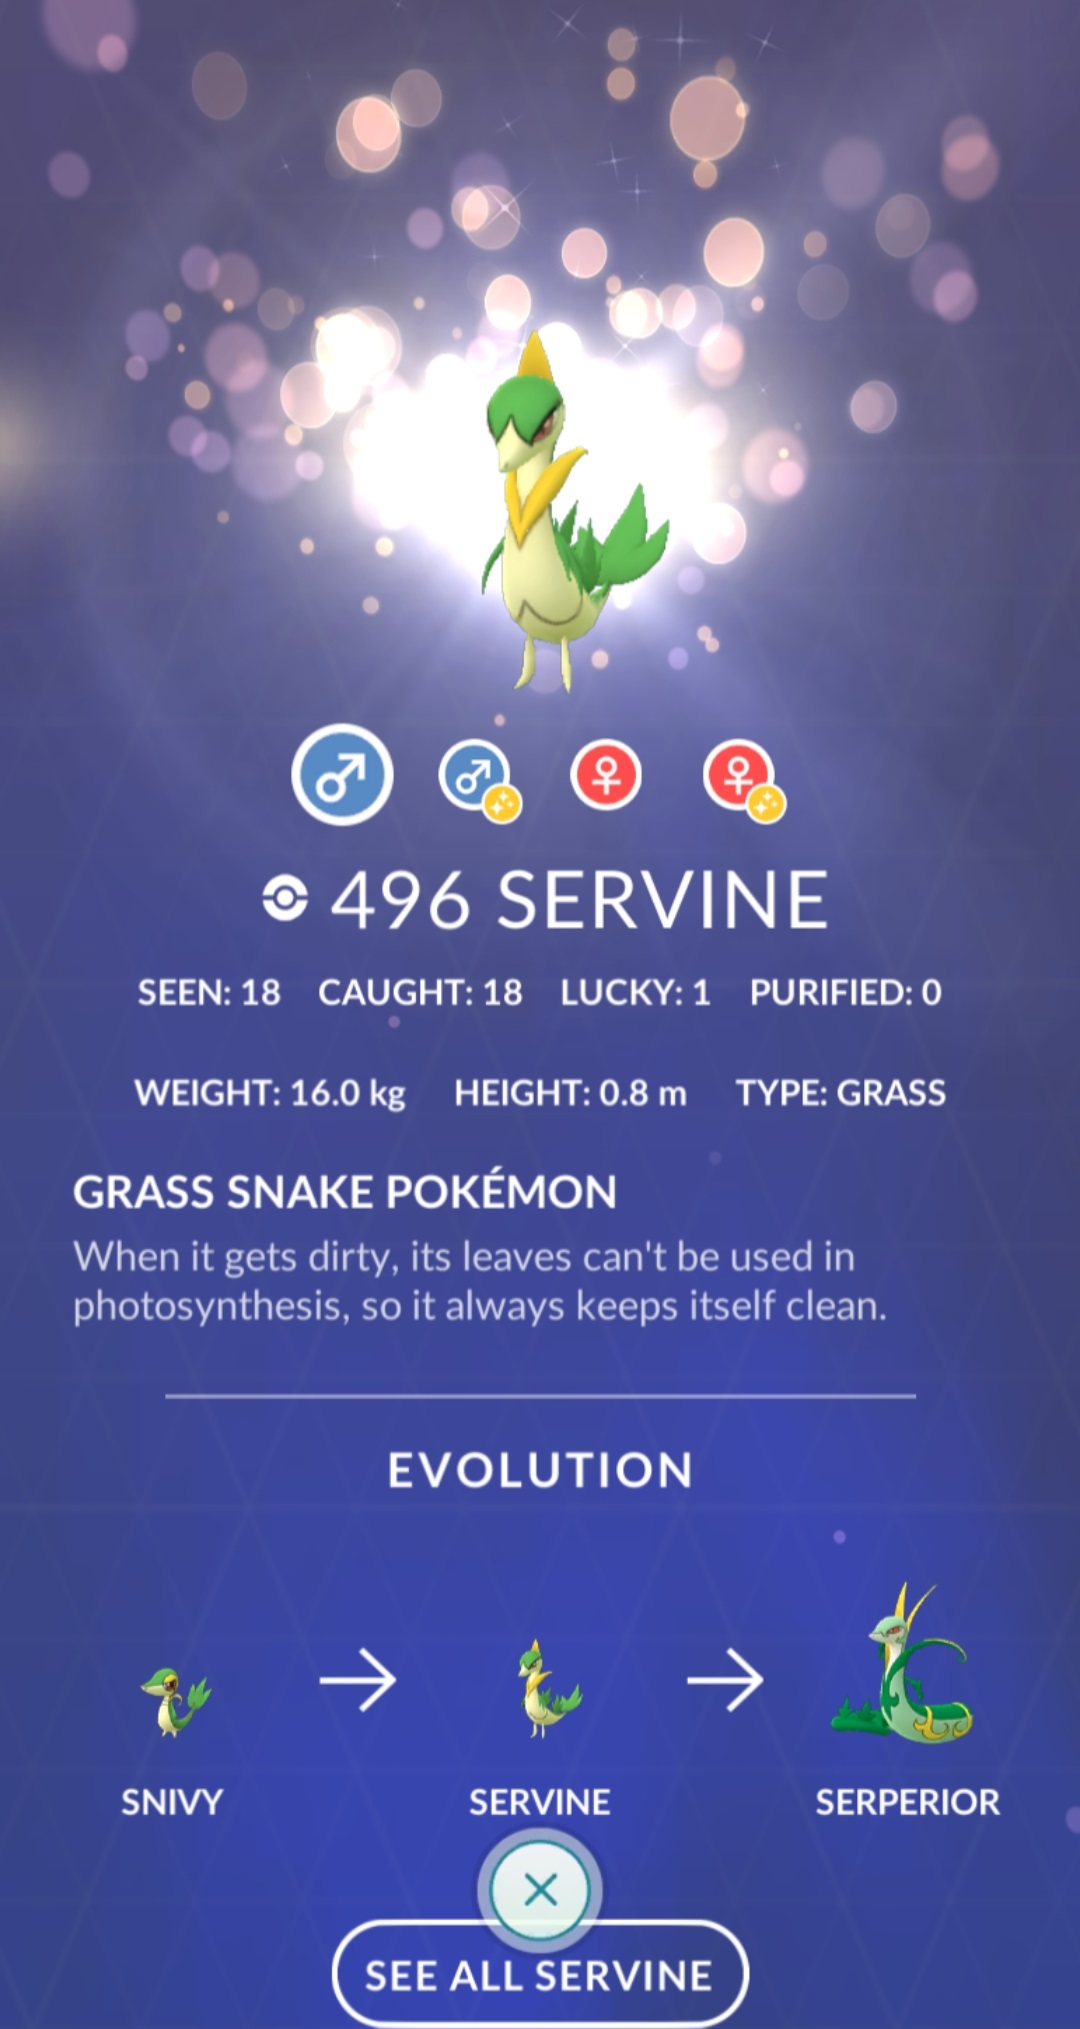 496 SERVINE
SEEN: 18 CAUGHT: 18 LUCKY: 1 PURIFIED: 0
WEIGHT: 16.0 kg HEIGHT: 0.8 m TYPE: GRASS
GRASS SNAKE POKÉMON
When it gets dirty, its leaves can't be used in
photosynthesis, so it always keeps itself clean.
EVOLUTION
SNIVY SERVINE SERPERIOR
SEE ALL SERVINE